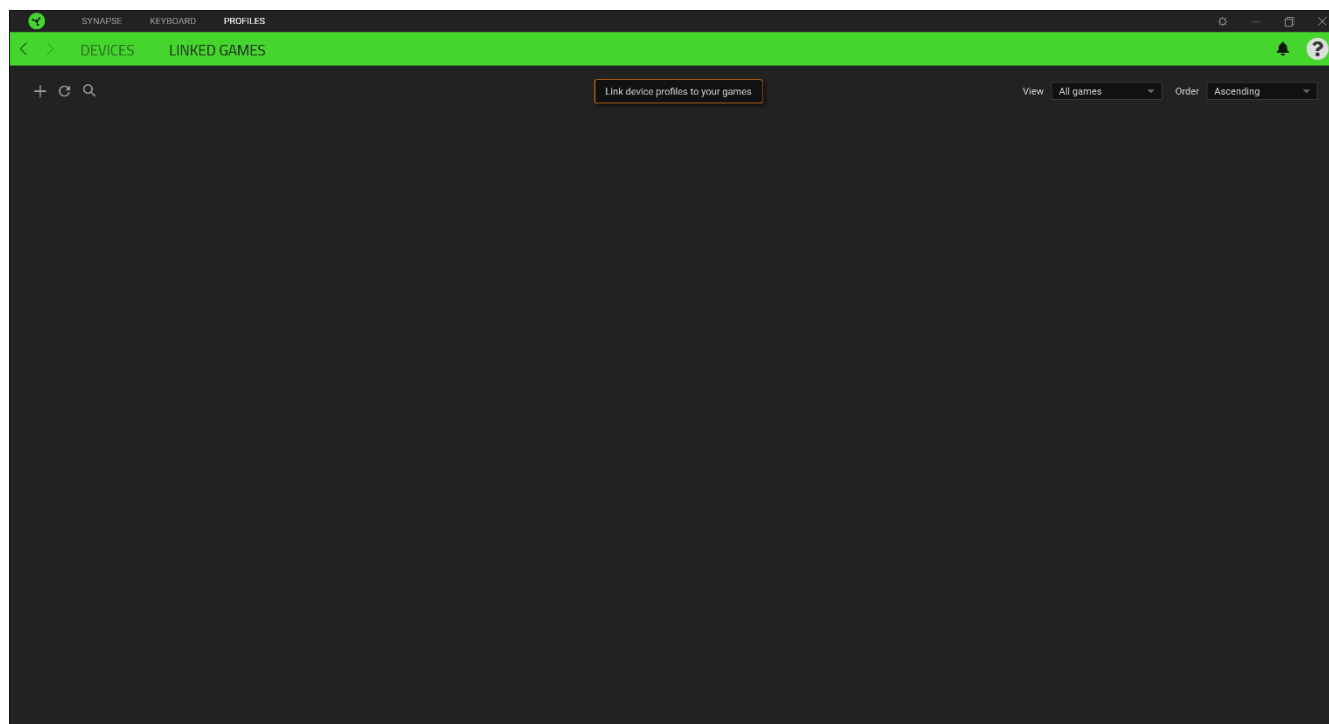 SYNAPSE KEYBOARD PROFILES
DEVICES LINKED GAMES ?
Link device profiles to your games View All games Order Ascending